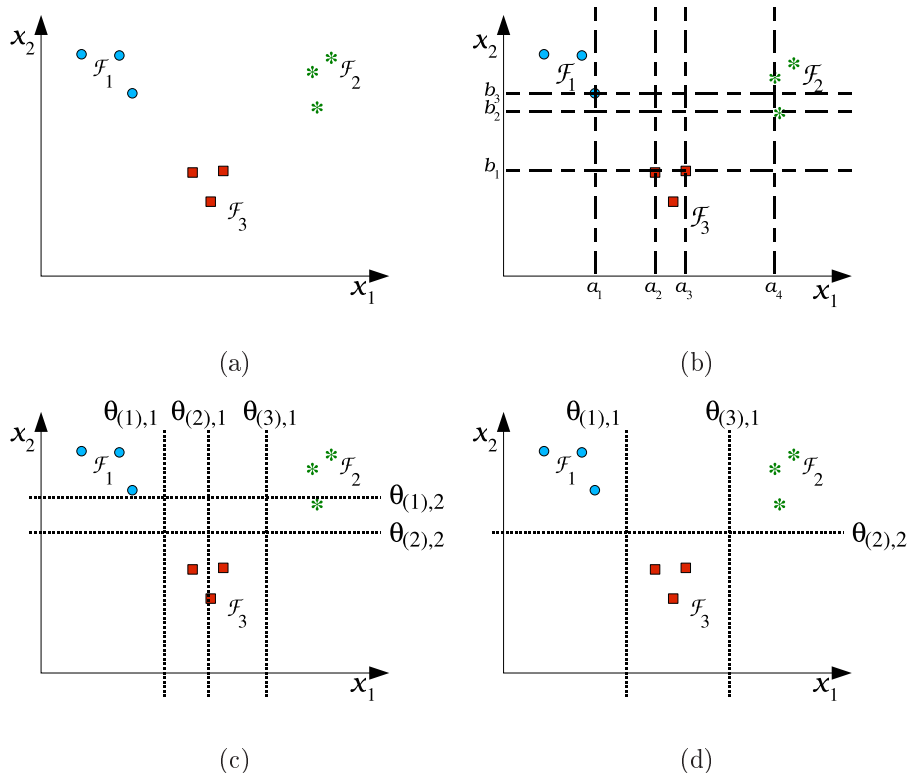 x₂
ℱ₁
ℱ₂
ℱ₃
x₁
(a)
x₂
ℱ₁
ℱ₂
b₃
b₂
b₁
ℱ₃
a₁ a₂ a₃ a₄
x₁
(b)
θ₍₁₎,₁ θ₍₂₎,₁ θ₍₃₎,₁
x₂
ℱ₁
ℱ₂
θ₍₁₎,₂
θ₍₂₎,₂
ℱ₃
x₁
(c)
θ₍₁₎,₁ θ₍₃₎,₁
x₂
ℱ₁
ℱ₂
θ₍₂₎,₂
ℱ₃
x₁
(d)